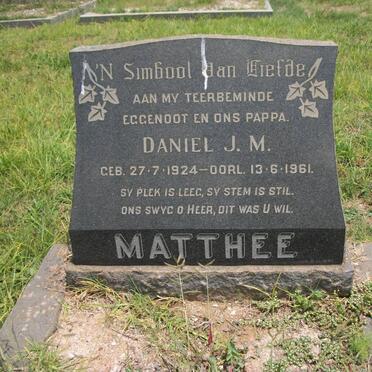 'N Simbool van Liefde
AAN MY TEERBEMINDE
EGGENOOT EN ONS PAPPA.
DANIEL J. M.
GEB. 27-7-1924 — OORL. 13-6-1961.
SY PLEK IS LEEG, SY STEM IS STIL.
ONS SWYG O HEER, DIT WAS U WIL.
MATTHEE